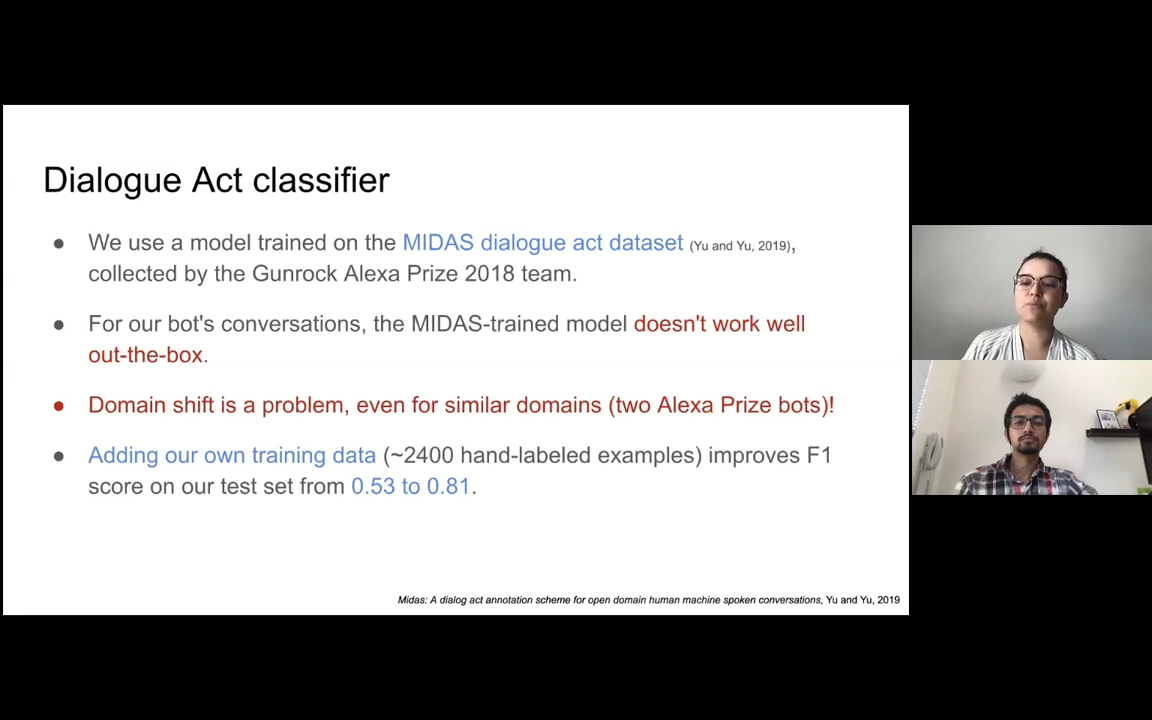 Dialogue Act classifier
● We use a model trained on the MIDAS dialogue act dataset (Yu and Yu, 2019),
collected by the Gunrock Alexa Prize 2018 team.
● For our bot's conversations, the MIDAS-trained model doesn't work well
out-the-box.
● Domain shift is a problem, even for similar domains (two Alexa Prize bots)!
● Adding our own training data (~2400 hand-labeled examples) improves F1
score on our test set from 0.53 to 0.81.
Midas: A dialog act annotation scheme for open domain human machine spoken conversations, Yu and Yu, 2019